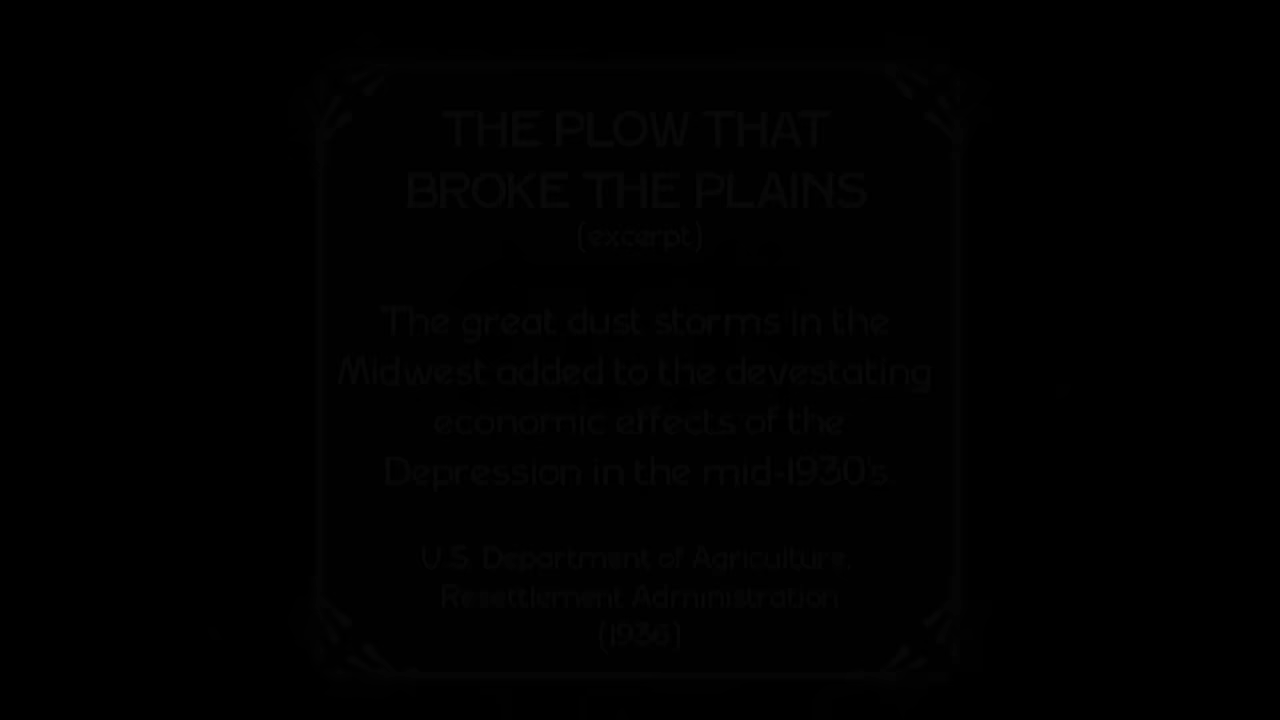 THE PLOW THAT
BROKE THE PLAINS
(excerpt)
The great dust storms in the
Midwest added to the devestating
economic effects of the
Depression in the mid-1930's.
U.S. Department of Agriculture,
Resettlement Administration
(1936)